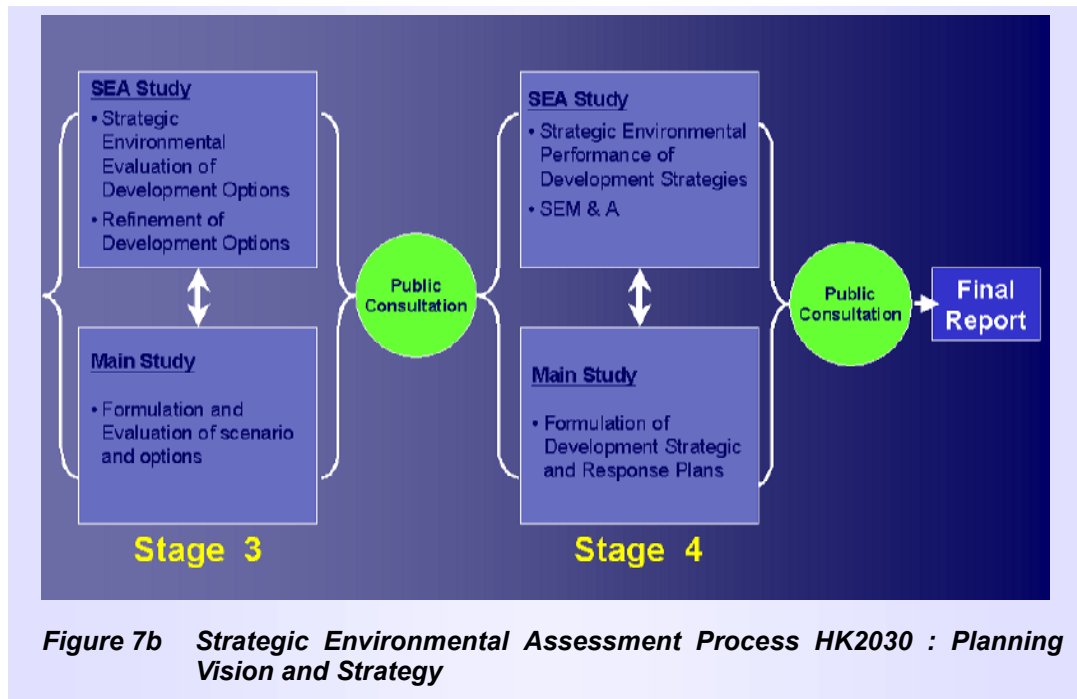 SEA Study
• Strategic
Environmental
Evaluation of
Development Options
• Refinement of
Development Options
Main Study
• Formulation and
Evaluation of scenario
and options
Stage 3
Public
Consultation
SEA Study
• Strategic Environmental
Performance of
Development Strategies
• SEM & A
Main Study
• Formulation of
Development Strategic
and Response Plans
Stage 4
Public
Consultation
Final
Report
Figure 7b Strategic Environmental Assessment Process HK2030 : Planning
Vision and Strategy